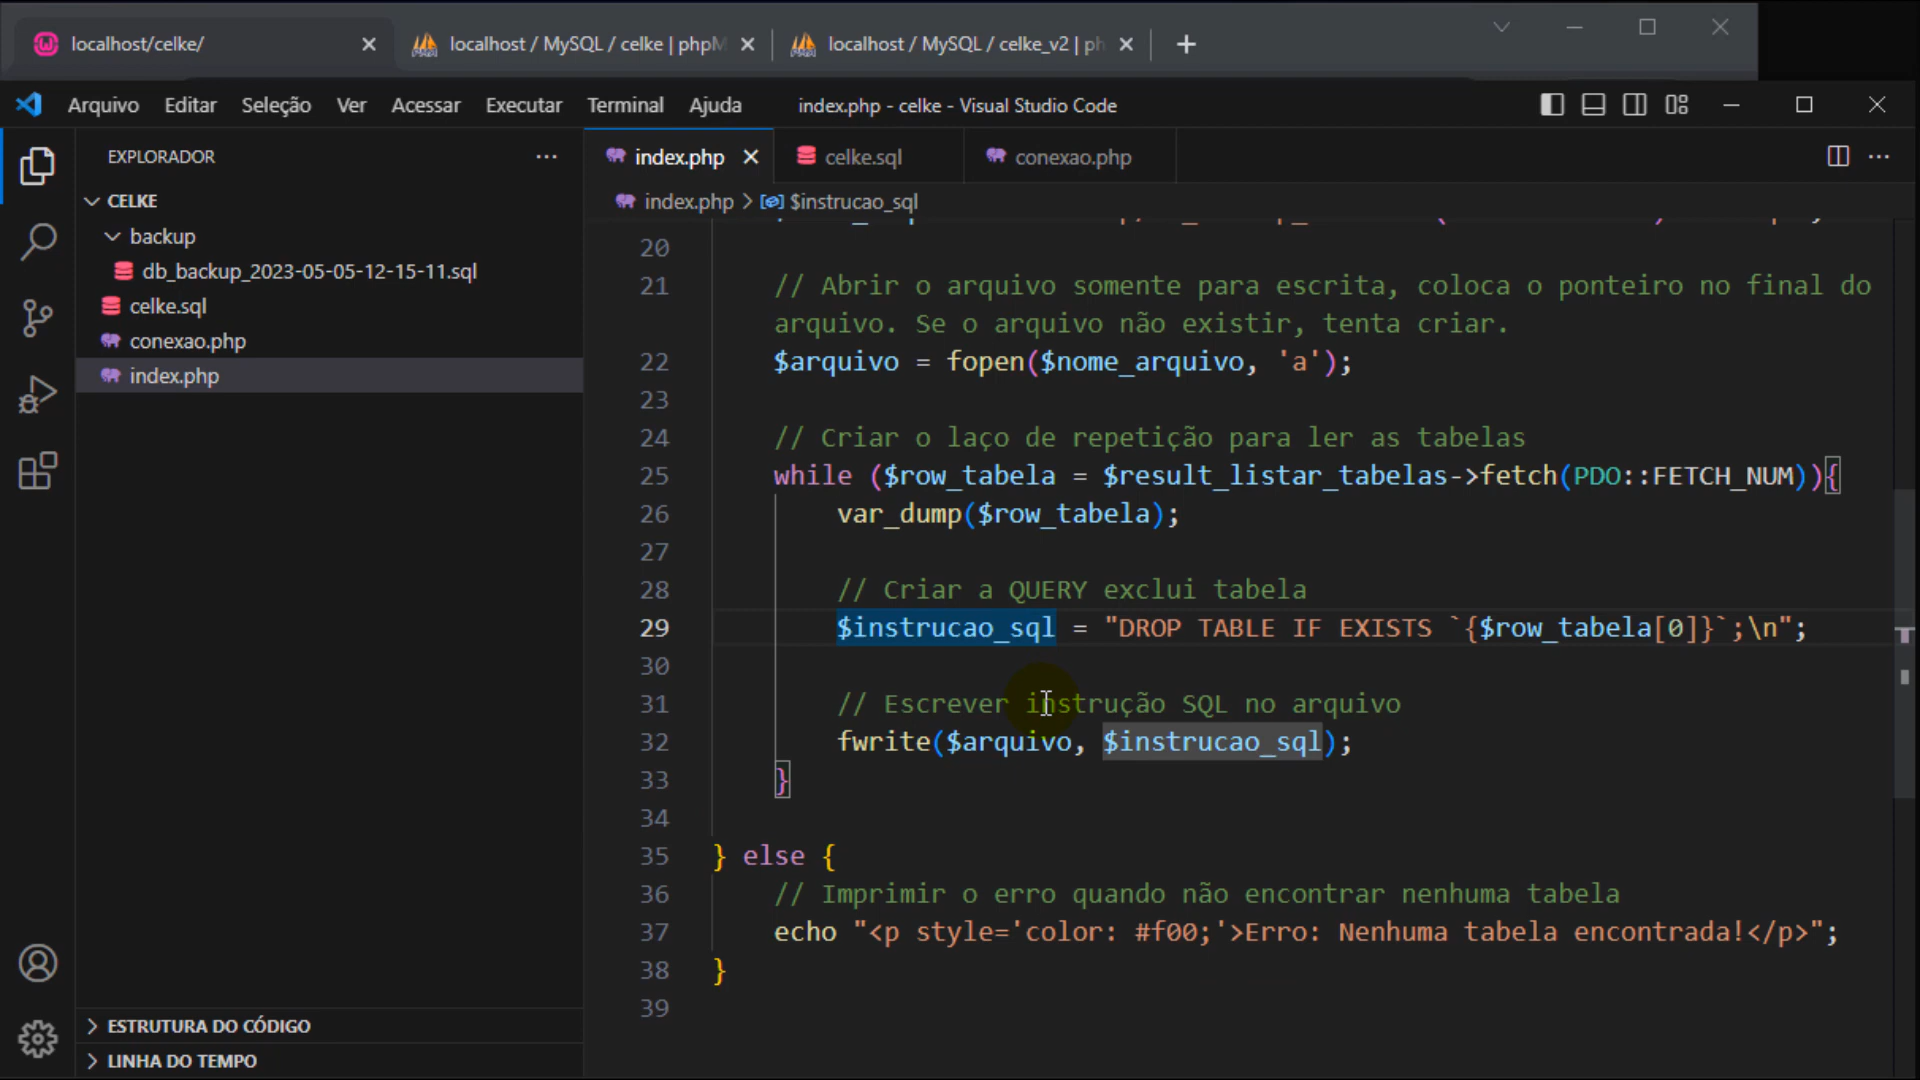 localhost/celke/
localhost / MySQL / celke | phpM
localhost / MySQL / celke_v2 | ph
Arquivo Editar Seleção Ver Acessar Executar Terminal Ajuda
index.php - celke - Visual Studio Code
EXPLORADOR
CELKE
backup
db_backup_2023-05-05-12-15-11.sql
celke.sql
conexao.php
index.php
ESTRUTURA DO CÓDIGO
LINHA DO TEMPO
index.php celke.sql conexao.php
index.php > $instrucao_sql
20
21 // Abrir o arquivo somente para escrita, coloca o ponteiro no final do
arquivo. Se o arquivo não existir, tenta criar.
22 $arquivo = fopen($nome_arquivo, 'a');
23
24 // Criar o laço de repetição para ler as tabelas
25 while ($row_tabela = $result_listar_tabelas->fetch(PDO::FETCH_NUM)){
26 var_dump($row_tabela);
27
28 // Criar a QUERY exclui tabela
29 $instrucao_sql = "DROP TABLE IF EXISTS `{$row_tabela[0]}`;\n";
30
31 // Escrever instrução SQL no arquivo
32 fwrite($arquivo, $instrucao_sql);
33 }
34
35 } else {
36 // Imprimir o erro quando não encontrar nenhuma tabela
37 echo "<p style='color: #f00;'>Erro: Nenhuma tabela encontrada!</p>";
38 }
39